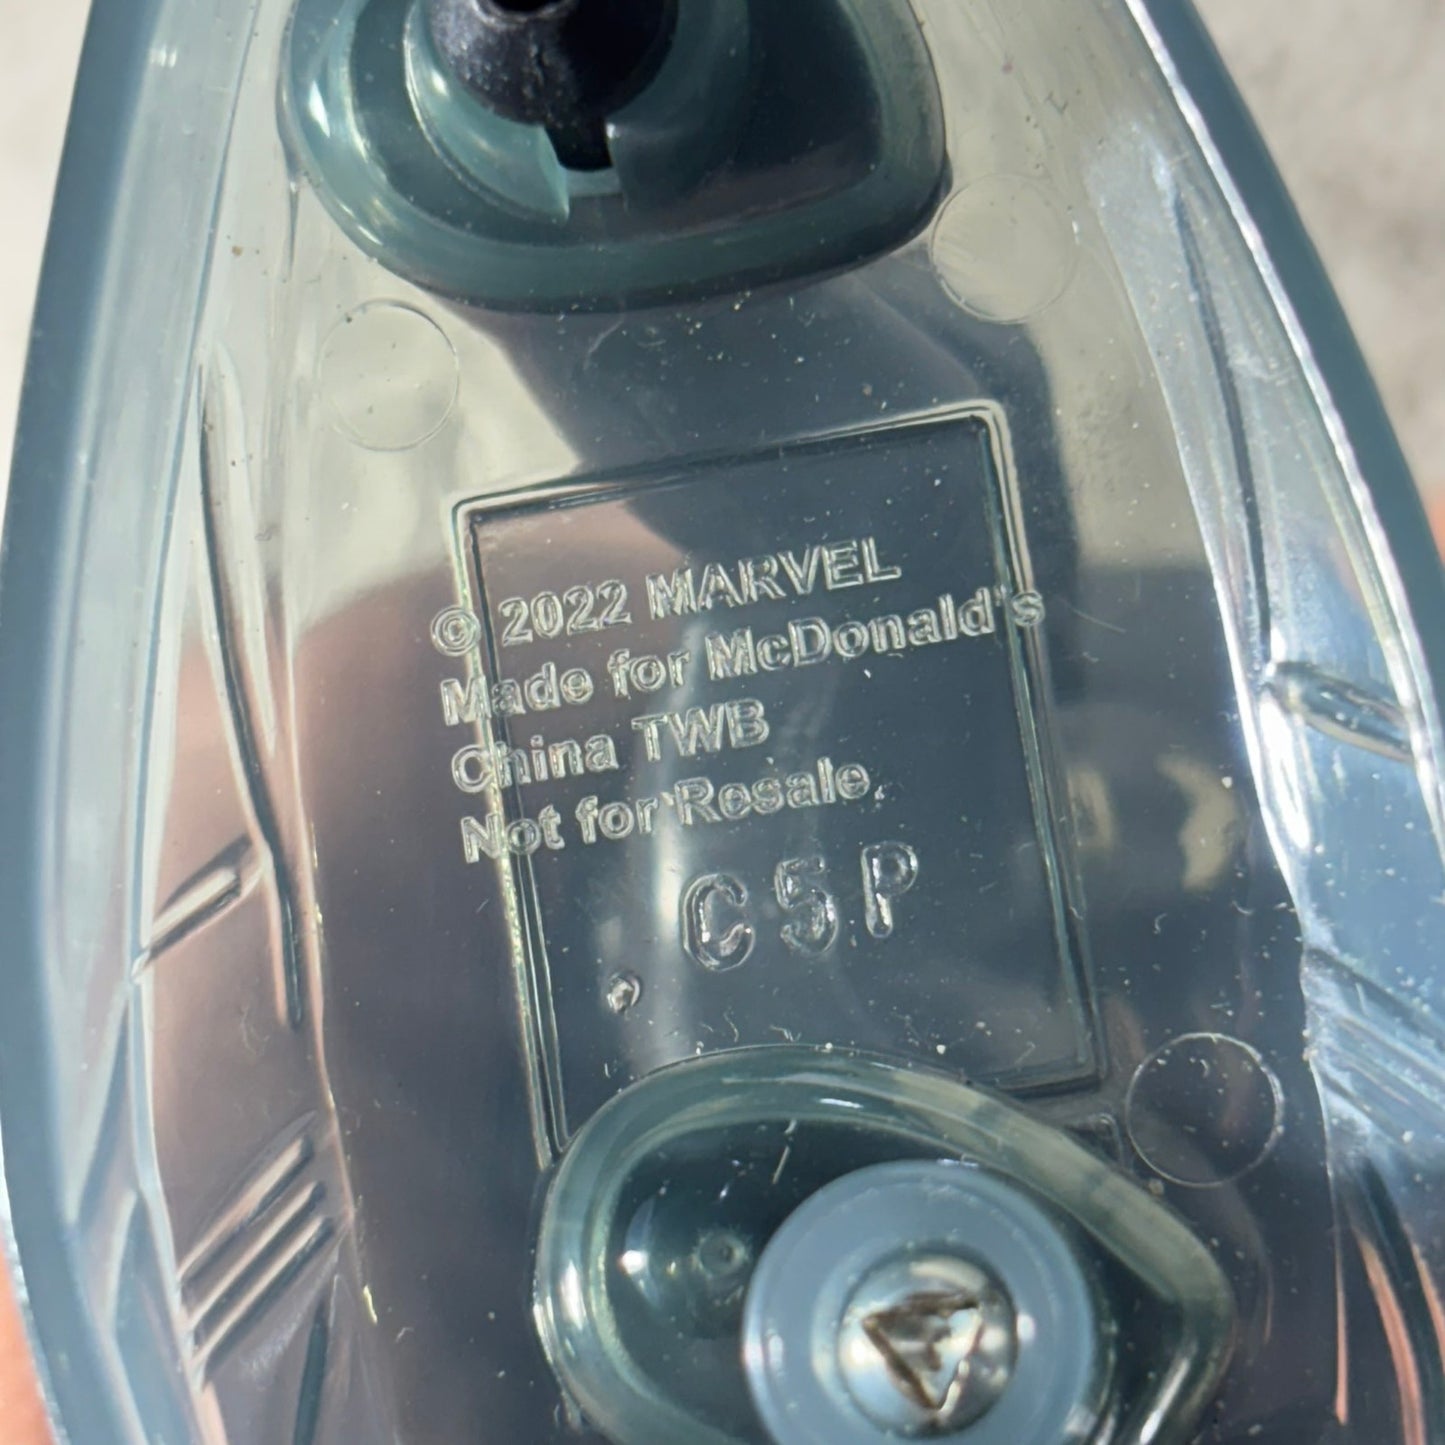 © 2022 MARVEL
Made for McDonald's
China TWB
Not for Resale.
C5P